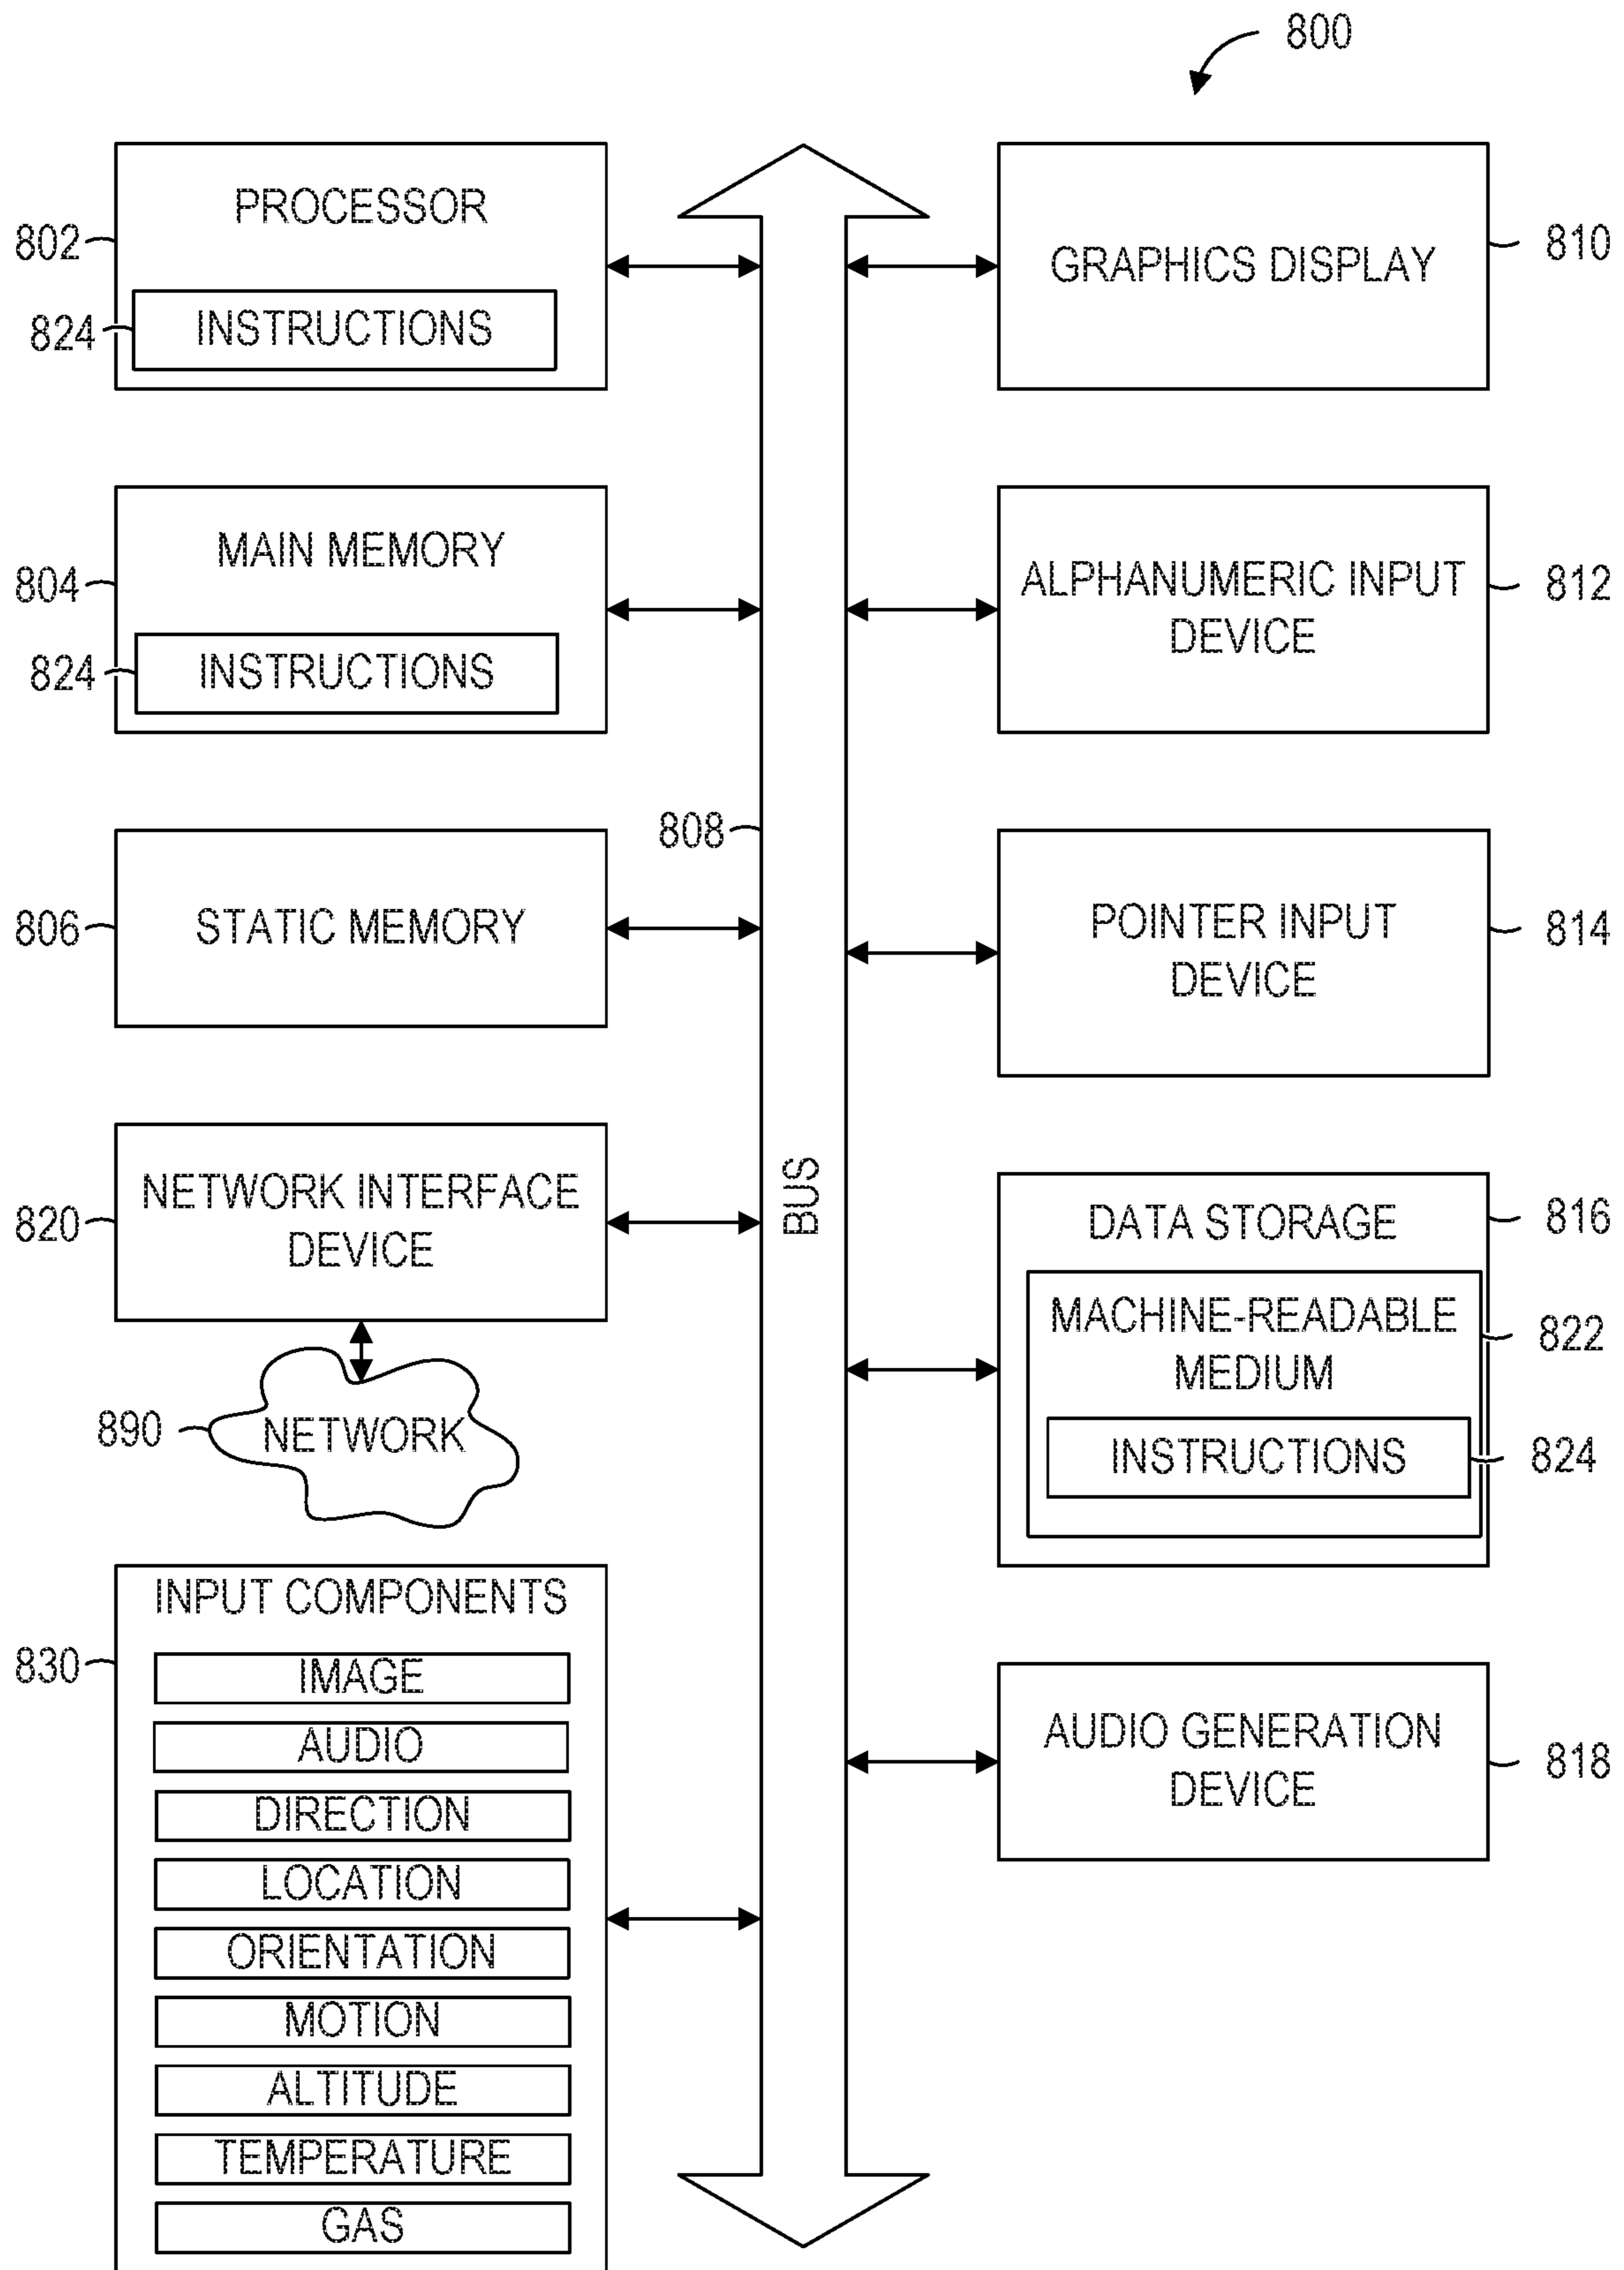 800
PROCESSOR
802
824
INSTRUCTIONS
MAIN MEMORY
804
824
INSTRUCTIONS
806
STATIC MEMORY
820
NETWORK INTERFACE
DEVICE
890
NETWORK
INPUT COMPONENTS
830
IMAGE
AUDIO
DIRECTION
LOCATION
ORIENTATION
MOTION
ALTITUDE
TEMPERATURE
GAS
808
BUS
GRAPHICS DISPLAY
810
ALPHANUMERIC INPUT
DEVICE
812
POINTER INPUT
DEVICE
814
DATA STORAGE
816
MACHINE-READABLE
MEDIUM
822
INSTRUCTIONS
824
AUDIO GENERATION
DEVICE
818